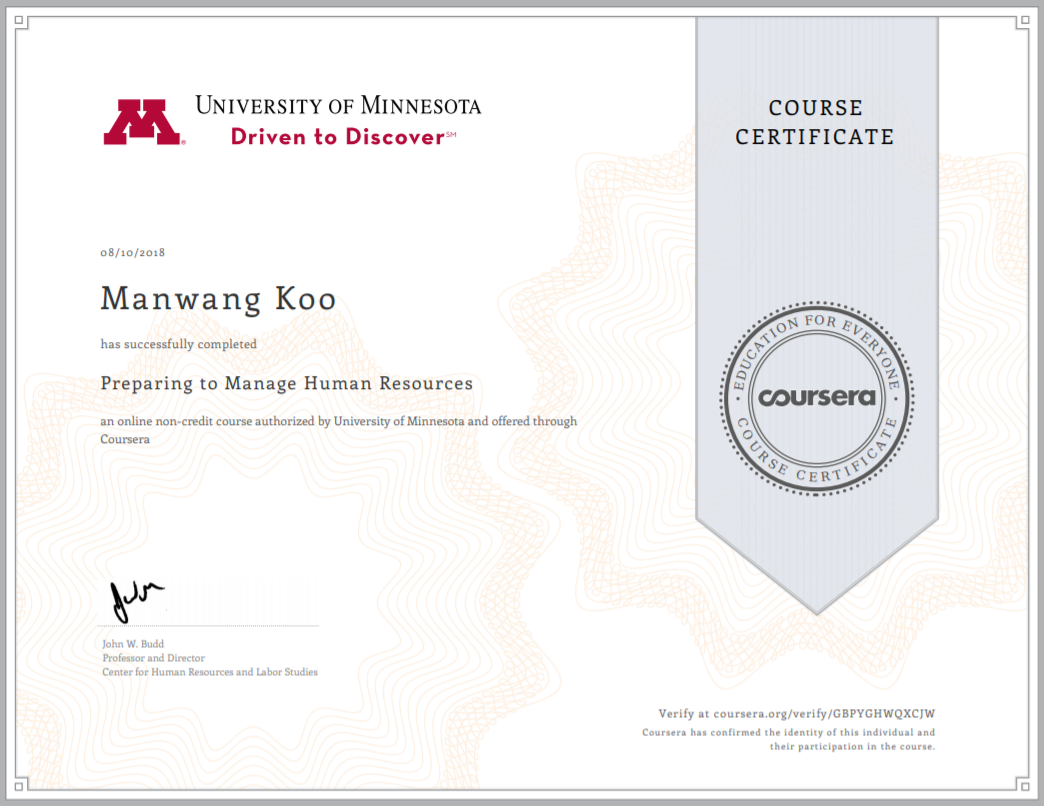 UNIVERSITY OF MINNESOTA
Driven to Discover℠
COURSE
CERTIFICATE
08/10/2018
Manwang Koo
has successfully completed
Preparing to Manage Human Resources
an online non-credit course authorized by University of Minnesota and offered through
Coursera
EDUCATION FOR EVERYONE
coursera
COURSE CERTIFICATE
John W. Budd
Professor and Director
Center for Human Resources and Labor Studies
Verify at coursera.org/verify/GBPYGHWQXCJW
Coursera has confirmed the identity of this individual and
their participation in the course.